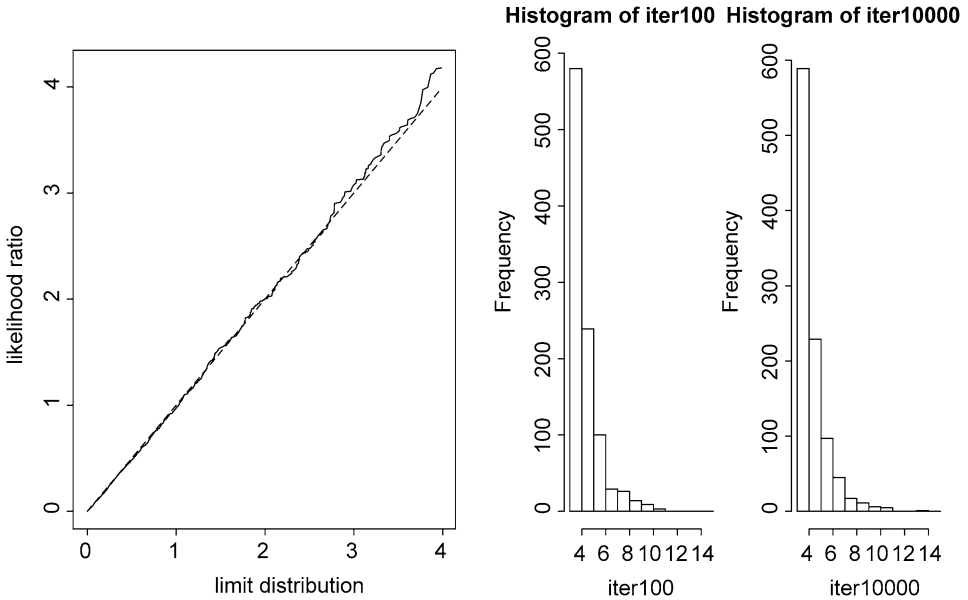 likelihood ratio
4
3
2
1
0
0 1 2 3 4
limit distribution
Histogram of iter100
Frequency
600
500
400
300
200
100
0
4 6 8 10 12 14
iter100
Histogram of iter10000
Frequency
600
500
400
300
200
100
0
4 6 8 10 12 14
iter10000